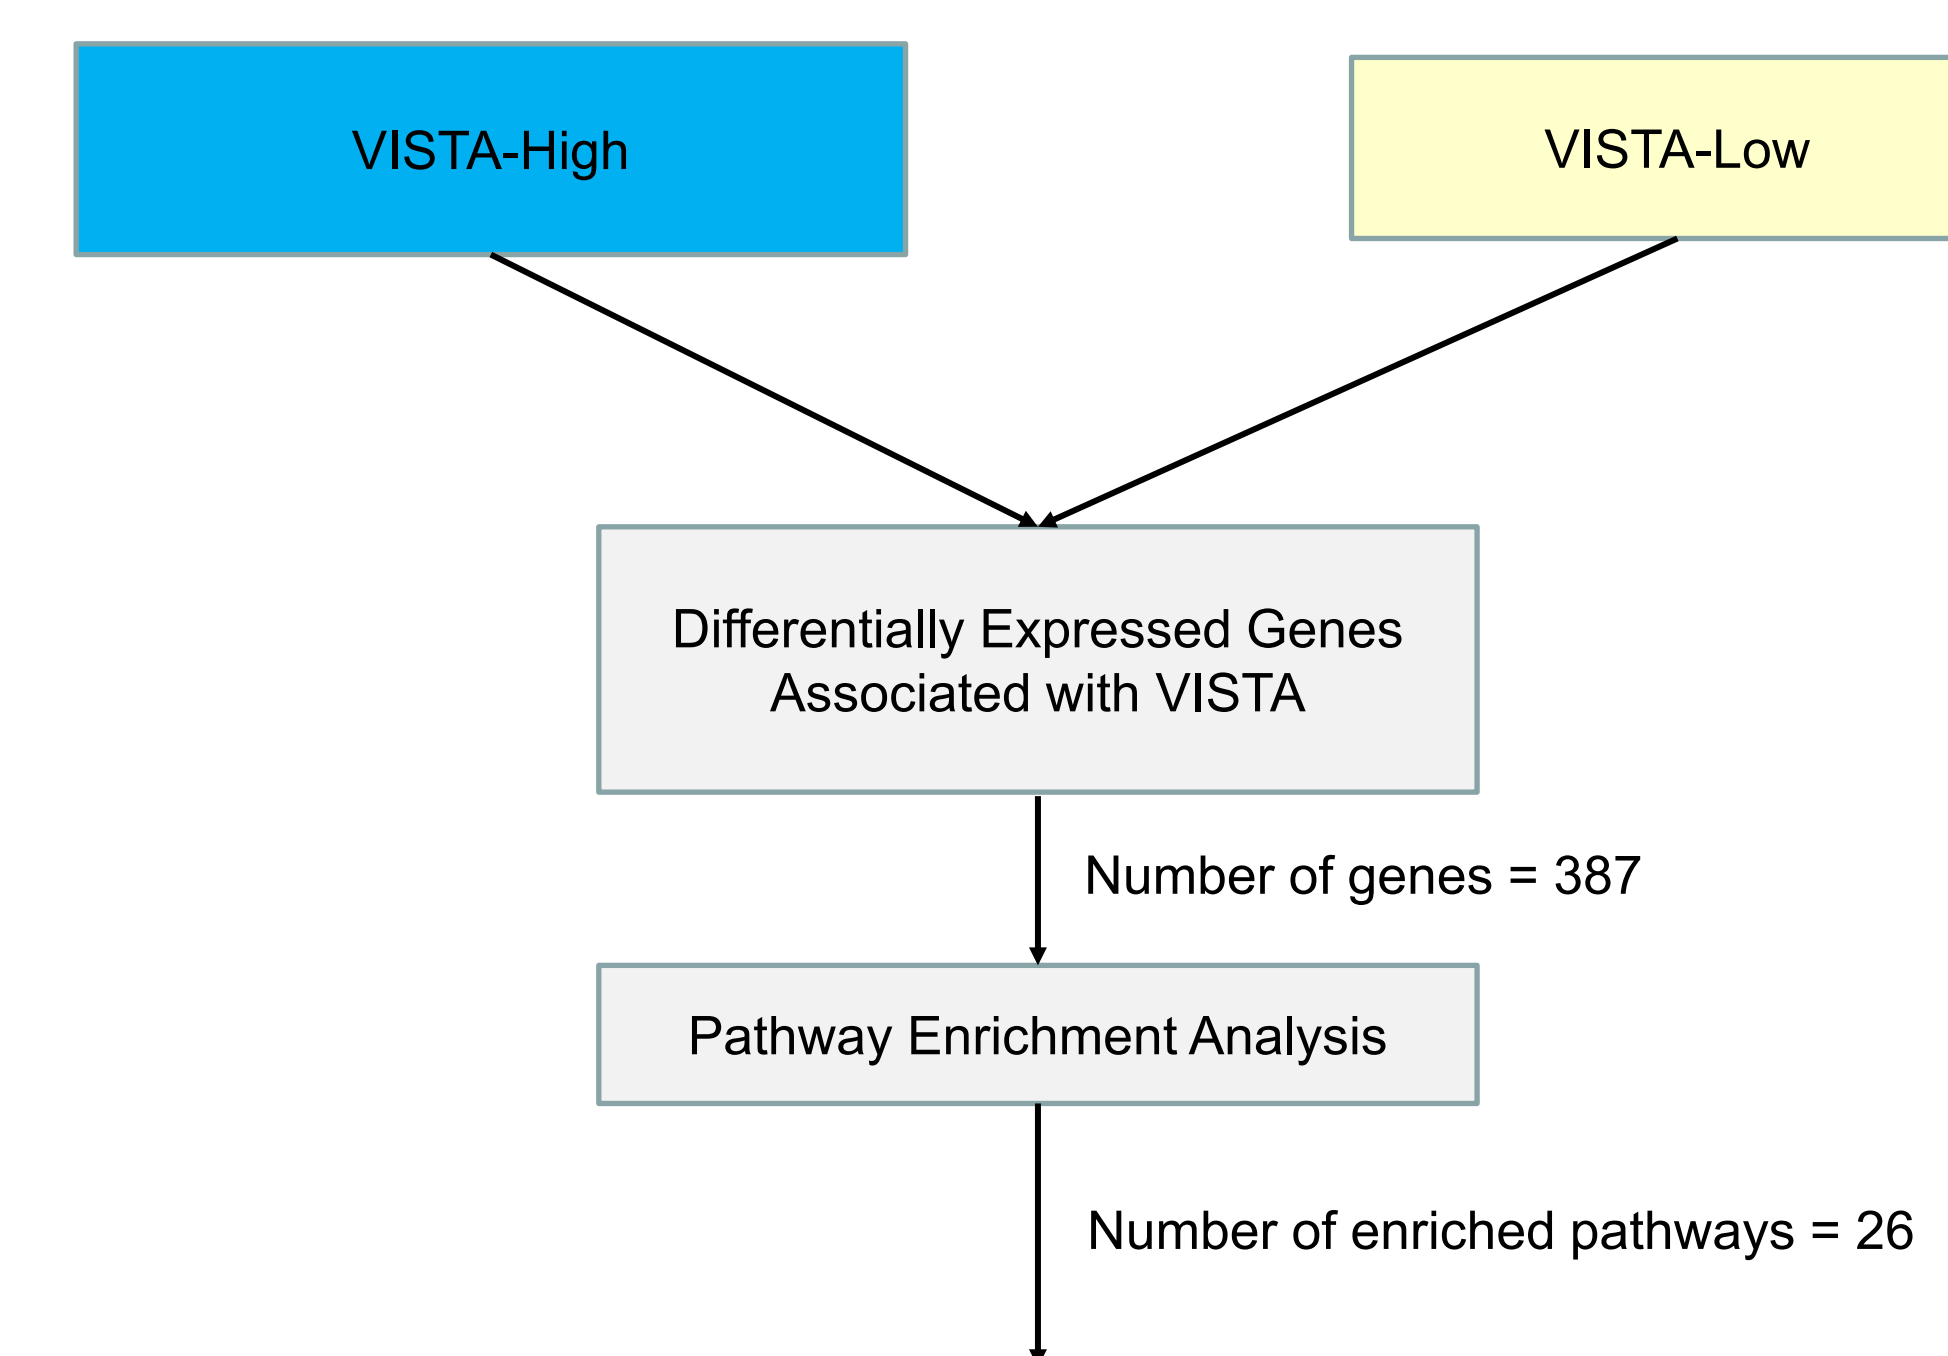 VISTA-High
VISTA-Low
Differentially Expressed Genes
Associated with VISTA
Number of genes = 387
Pathway Enrichment Analysis
Number of enriched pathways = 26